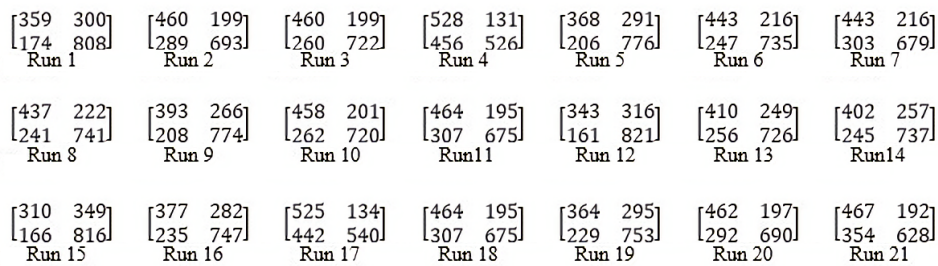 359 300 460 199 460 199 528 131 368 291 443 216 443 216
174 808 289 693 260 722 456 526 206 776 247 735 303 679
Run 1 Run 2 Run 3 Run 4 Run 5 Run 6 Run 7
437 222 393 266 458 201 464 195 343 316 410 249 402 257
241 741 208 774 262 720 307 675 161 821 256 726 245 737
Run 8 Run 9 Run 10 Run11 Run 12 Run 13 Run14
310 349 377 282 525 134 464 195 364 295 462 197 467 192
166 816 235 747 442 540 307 675 229 753 292 690 354 628
Run 15 Run 16 Run 17 Run 18 Run 19 Run 20 Run 21